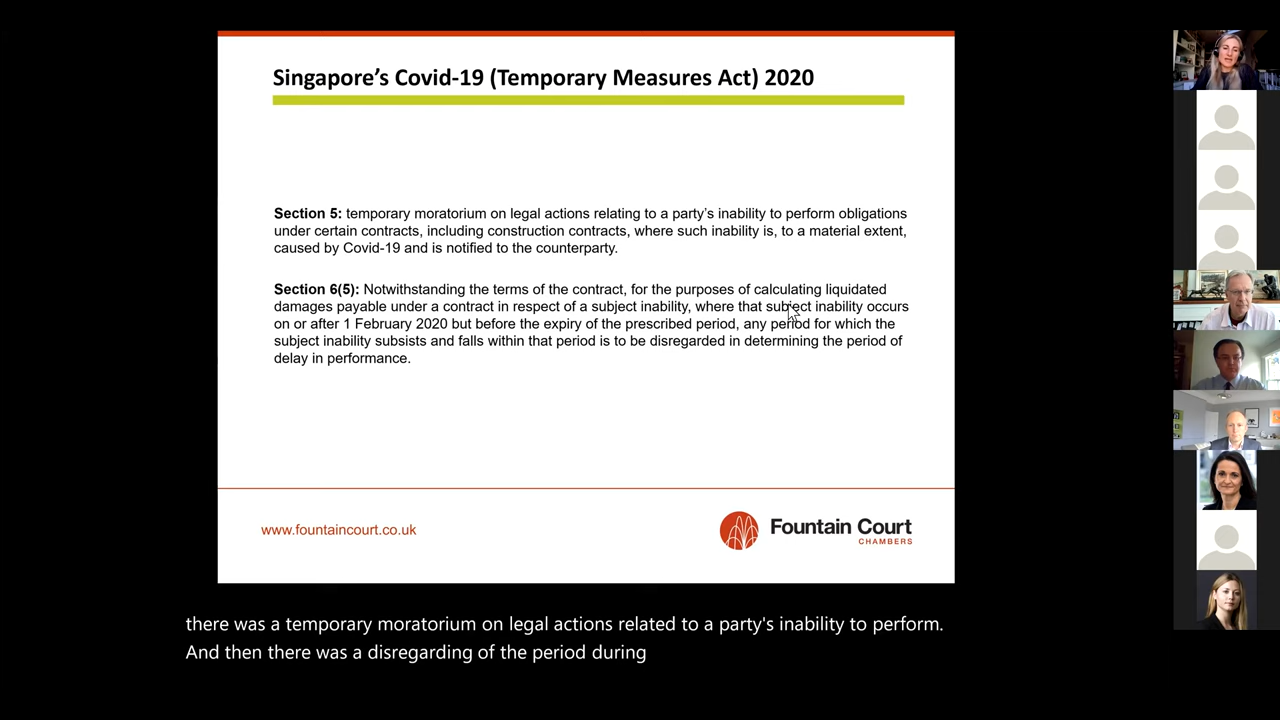 Singapore’s Covid-19 (Temporary Measures Act) 2020
Section 5: temporary moratorium on legal actions relating to a party’s inability to perform obligations
under certain contracts, including construction contracts, where such inability is, to a material extent,
caused by Covid-19 and is notified to the counterparty.
Section 6(5): Notwithstanding the terms of the contract, for the purposes of calculating liquidated
damages payable under a contract in respect of a subject inability, where that subject inability occurs
on or after 1 February 2020 but before the expiry of the prescribed period, any period for which the
subject inability subsists and falls within that period is to be disregarded in determining the period of
delay in performance.
www.fountaincourt.co.uk
Fountain Court
CHAMBERS
there was a temporary moratorium on legal actions related to a party's inability to perform.
And then there was a disregarding of the period during